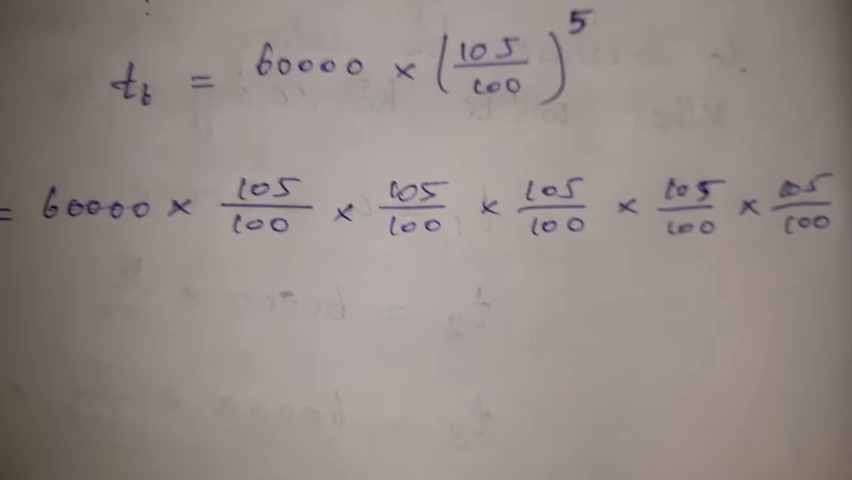 t₆ = 60000 × (105/100)⁵
= 60000 × 105/100 × 105/100 × 105/100 × 105/100 × 105/100